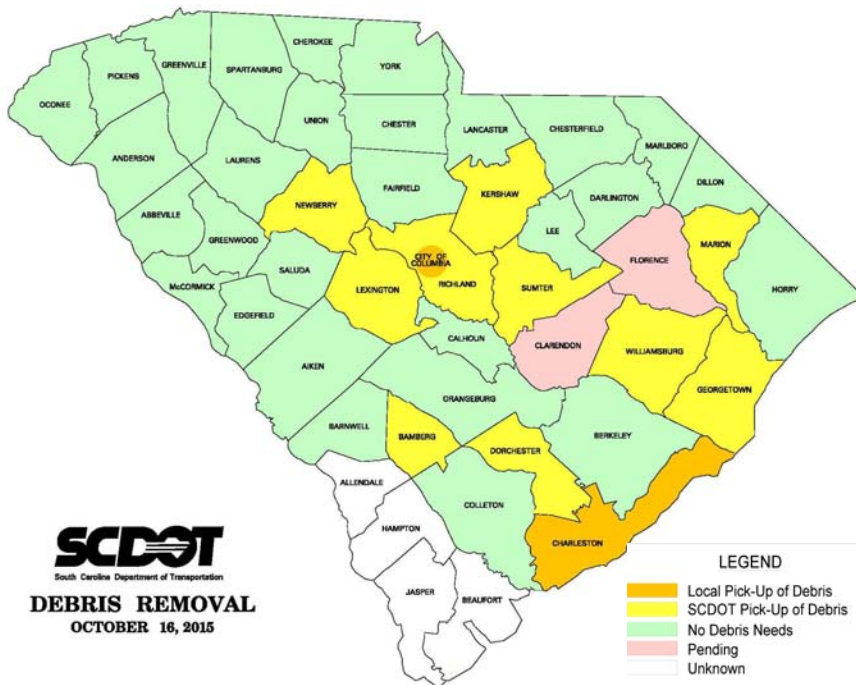 CHEROKEE
YORK
GREENVILLE
SPARTANBURG
PICKENS
OCONEE
UNION
CHESTER
LANCASTER
CHESTERFIELD
MARLBORO
ANDERSON
LAURENS
DILLON
DARLINGTON
FAIRFIELD
KERSHAW
NEWBERRY
ABBEVILLE
LEE
MARION
GREENWOOD
CITY OF
COLUMBIA
FLORENCE
SALUDA
RICHLAND
SUMTER
LEXINGTON
HORRY
McCORMICK
EDGEFIELD
CALHOUN
CLARENDON
WILLIAMSBURG
AIKEN
GEORGETOWN
ORANGEBURG
BARNWELL
BAMBERG
BERKELEY
DORCHESTER
ALLENDALE
COLLETON
HAMPTON
CHARLESTON
JASPER
BEAUFORT
SCDOT
South Carolina Department of Transportation
DEBRIS REMOVAL
OCTOBER 16, 2015
LEGEND
Local Pick-Up of Debris
SCDOT Pick-Up of Debris
No Debris Needs
Pending
Unknown